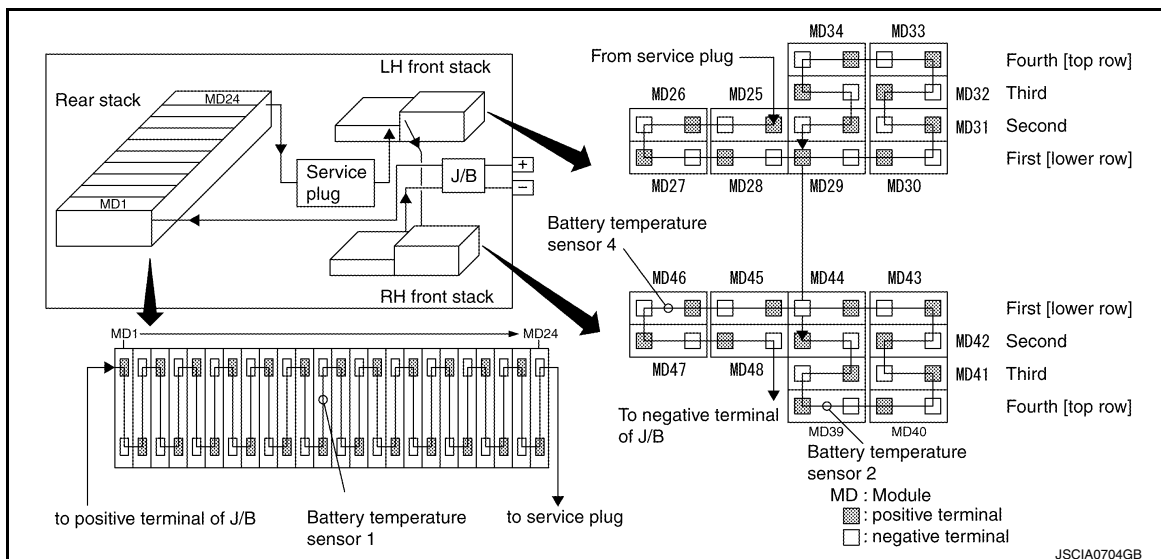 LH front stack
Rear stack
MD24
Service
plug
J/B
+
−
MD1
RH front stack
From service plug
MD34
MD33
Fourth [top row]
MD32
Third
MD26
MD25
MD31
Second
First [lower row]
MD27
MD28
MD29
MD30
Battery temperature
sensor 4
MD46
MD45
MD44
MD43
First [lower row]
MD42
Second
MD47
MD48
MD41
Third
Fourth [top row]
To negative terminal
of J/B
MD39
MD40
Battery temperature
sensor 2
MD1
MD24
to positive terminal of J/B
Battery temperature
sensor 1
to service plug
MD : Module
: positive terminal
: negative terminal
JSCIA0704GB